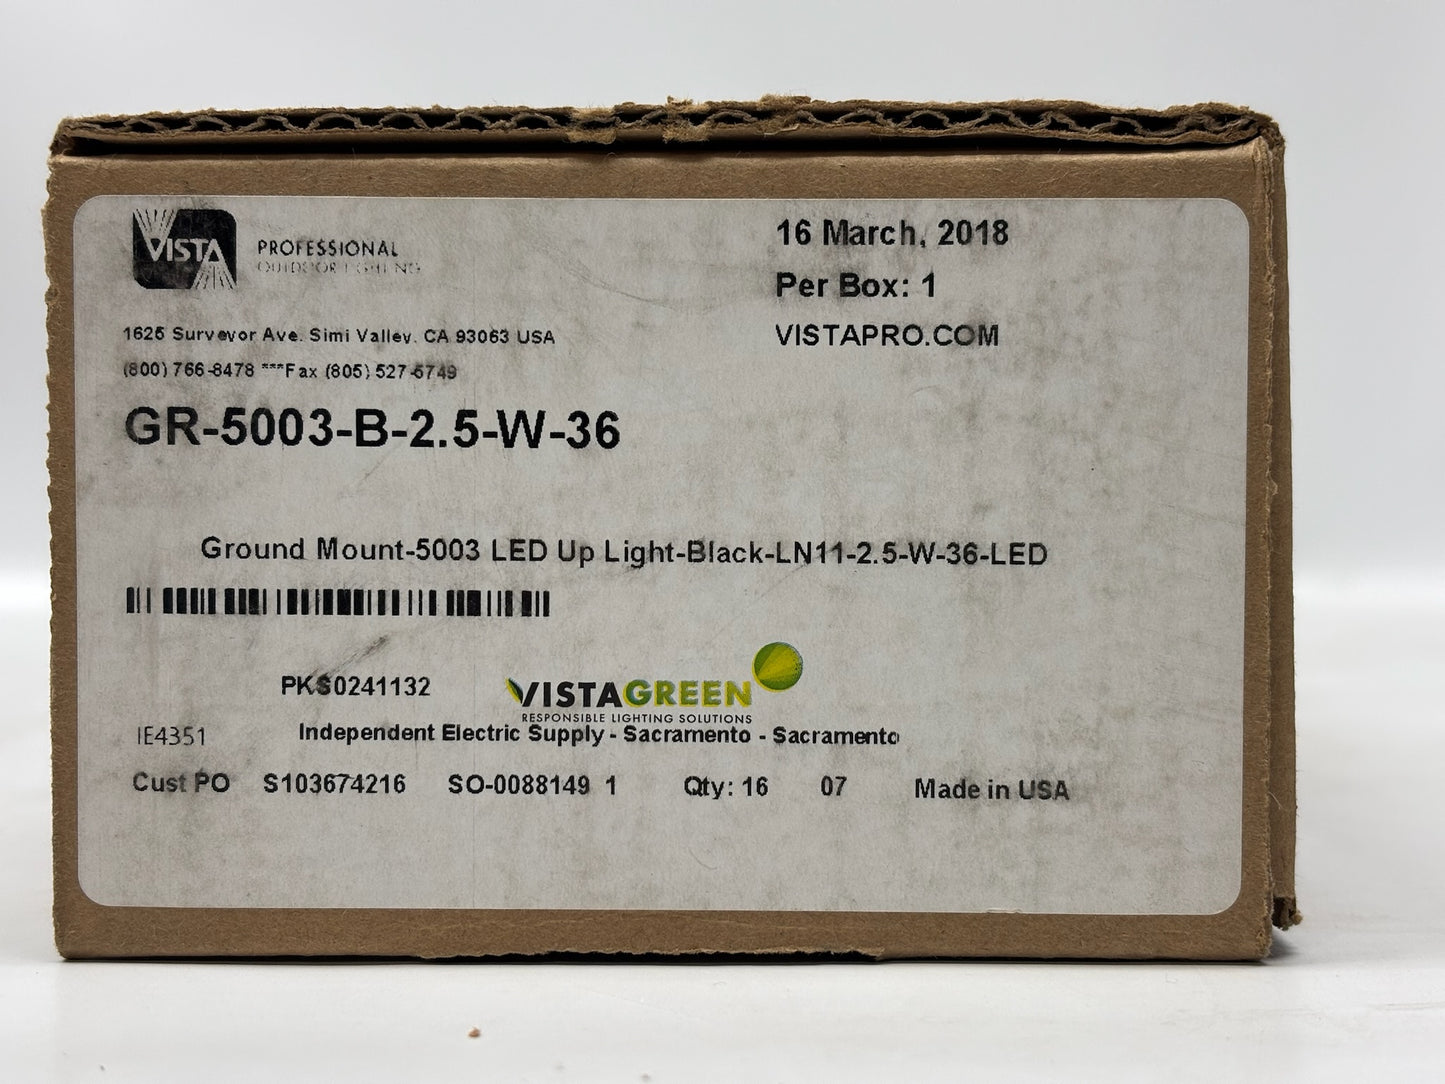 VISTA PROFESSIONAL
OUTDOOR LIGHTING
1625 Surveyor Ave. Simi Valley, CA 93063 USA
(800) 766-8478 ***Fax (805) 527-6749
16 March, 2018
Per Box: 1
VISTAPRO.COM
GR-5003-B-2.5-W-36
Ground Mount-5003 LED Up Light-Black-LN11-2.5-W-36-LED
PKS0241132
VISTAGREEN
RESPONSIBLE LIGHTING SOLUTIONS
IE4351 Independent Electric Supply - Sacramento - Sacramento
Cust PO S103674216 SO-0088149 1 Qty: 16 07 Made in USA